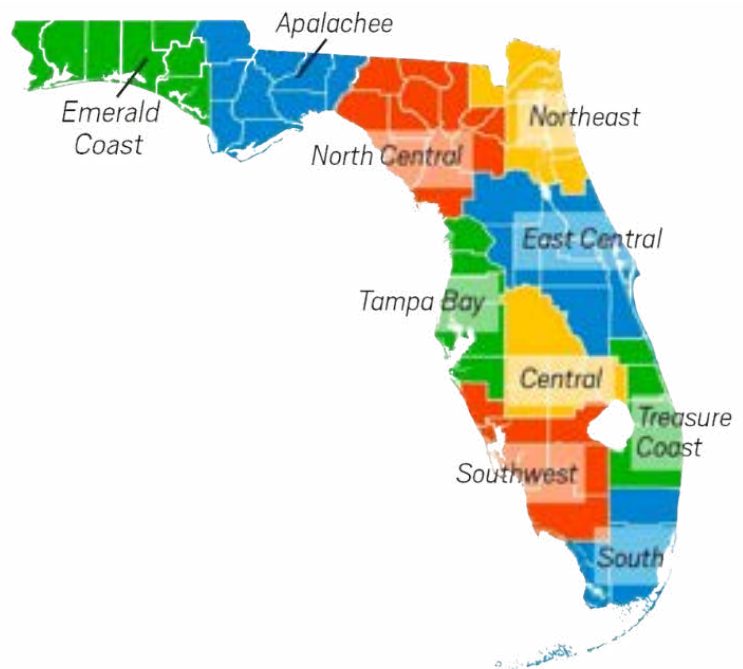 Apalachee
Emerald
Coast
Northeast
North Central
East Central
Tampa Bay
Central
Treasure
Coast
Southwest
South